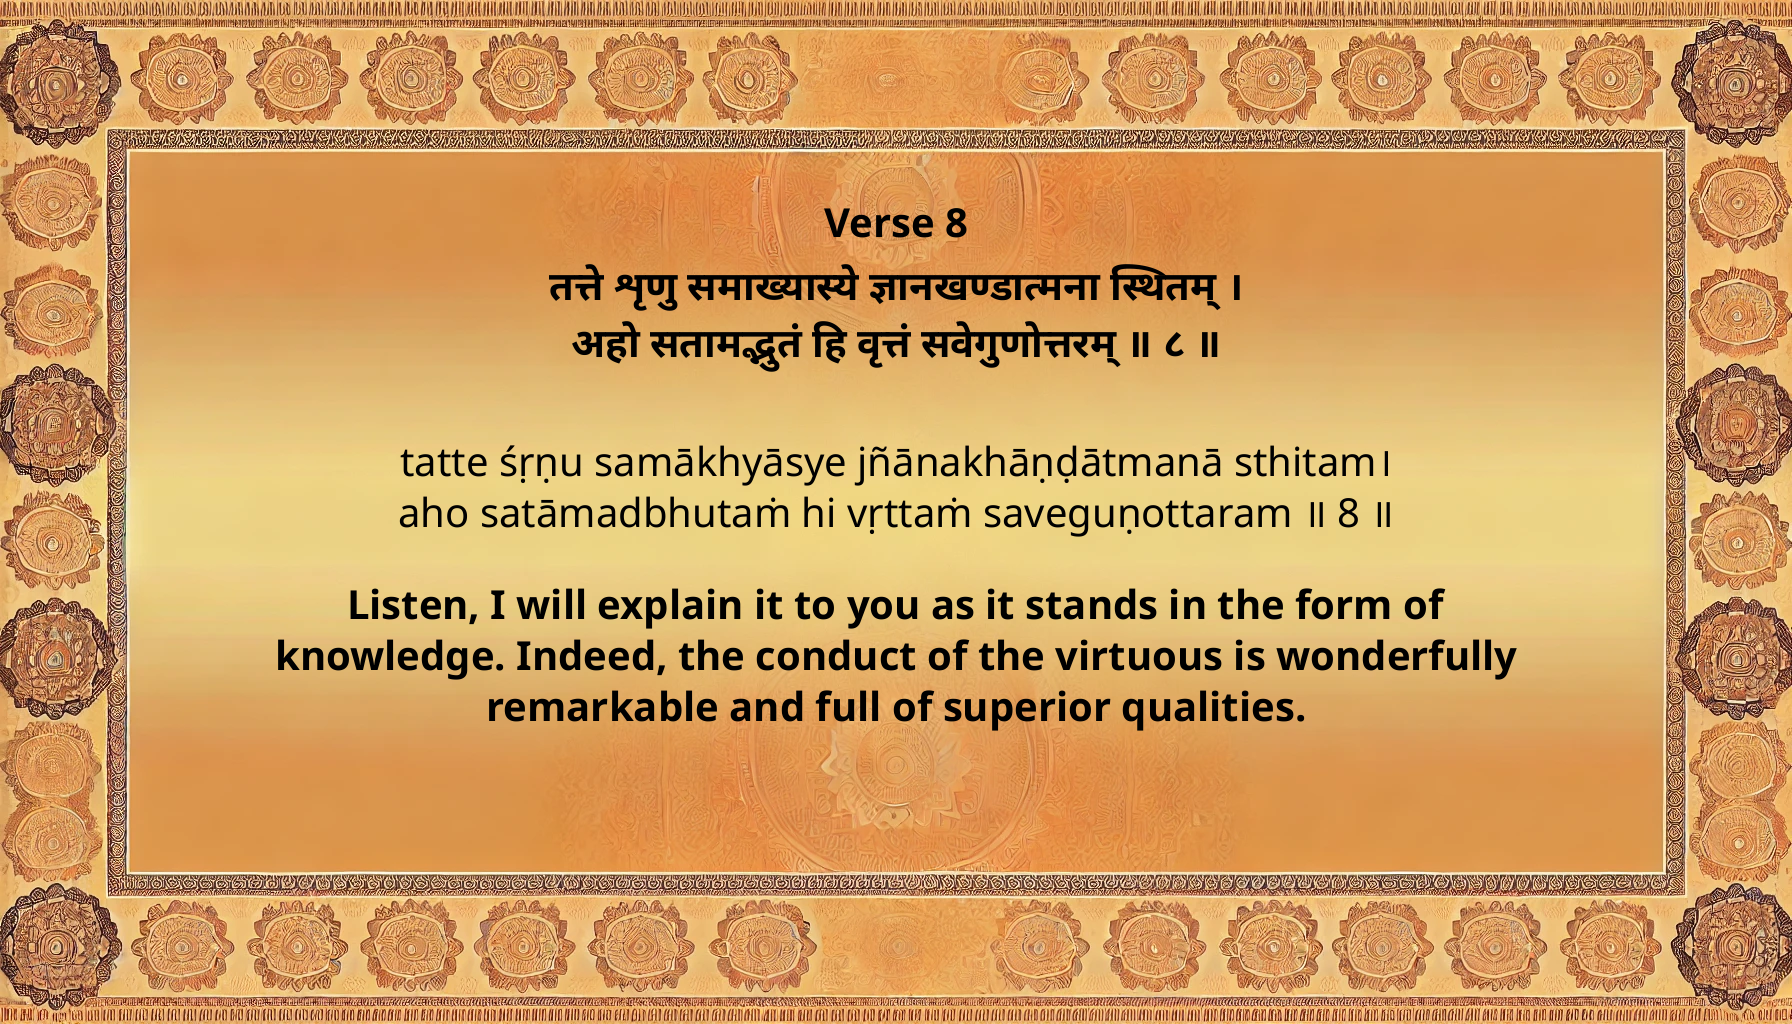 Verse 8
तत्ते शृणु समाख्यास्ये ज्ञानखण्डात्मना स्थितम् ।
अहो सतामद्भुतं हि वृत्तं सवेगुणोत्तरम् ॥ ८ ॥
tatte śṛṇu samākhyāsye jñānakhāṇḍātmanā sthitam।
aho satāmadbhutaṁ hi vṛttaṁ saveguṇottaram ॥ 8 ॥
Listen, I will explain it to you as it stands in the form of
knowledge. Indeed, the conduct of the virtuous is wonderfully
remarkable and full of superior qualities.